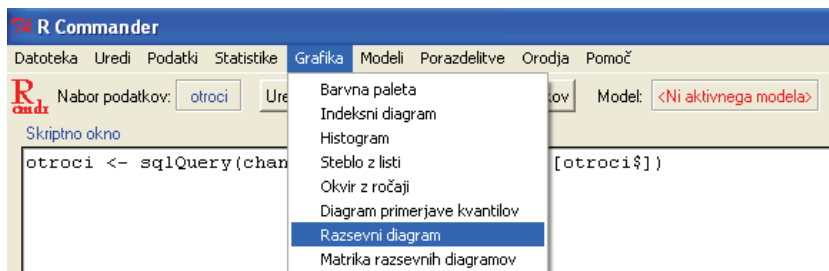 R Commander
Datoteka Uredi Podatki Statistike Grafika Modeli Porazdelitve Orodja Pomoč
R cmdr Nabor podatkov: otroci Model: <Ni aktivnega modela>
Barvna paleta
Indeksni diagram
Skriptno okno
Histogram
otroci <- sqlQuery(chan [otroci$])
Steblo z listi
Okvir z ročaji
Diagram primerjave kvantilov
Razsevni diagram
Matrika razsevnih diagramov